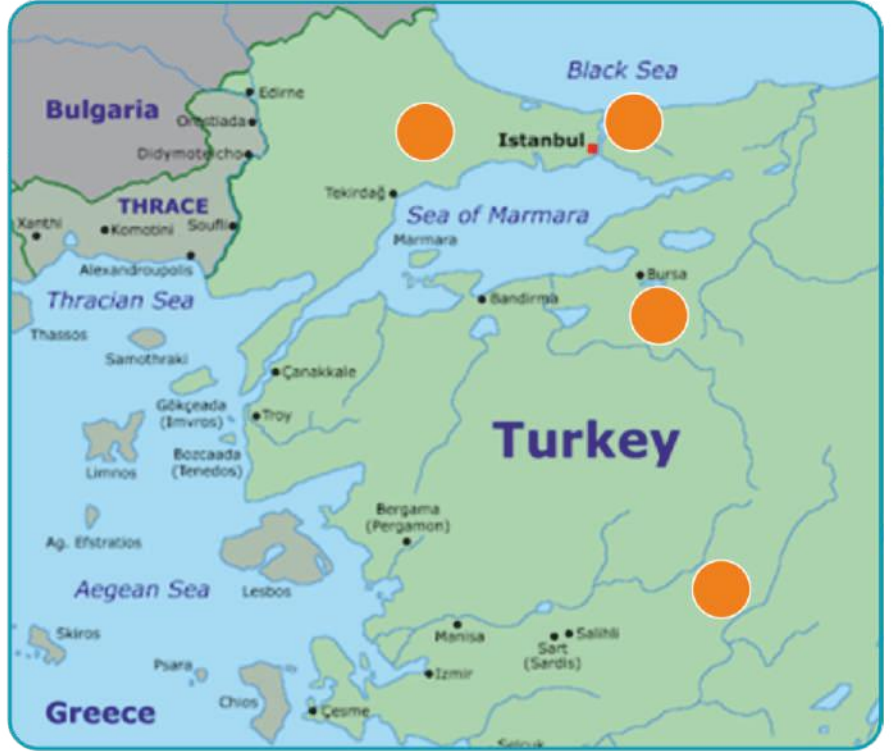 Black Sea
Edirne
Bulgaria
Orestiada
Istanbul
Didymoteicho
Tekirdağ
THRACE
Sea of Marmara
Xanthi
Komotini
Soufli
Marmara
Alexandroupolis
Bursa
Thracian Sea
Bandirma
Thassos
Samothraki
Çanakkale
Gökçeada
(Imvros)
Troy
Turkey
Bozcaada
(Tenedos)
Limnos
Bergama
(Pergamon)
Ag. Efstratios
Aegean Sea
Lesbos
Skiros
Manisa
Salihli
Sart
(Sardis)
Psara
Izmir
Chios
Greece
Çesme
Selcuk